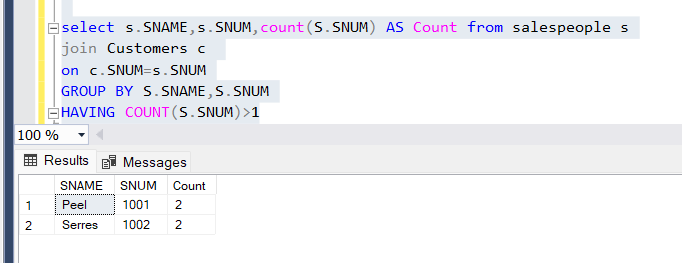 select s.SNAME,s.SNUM,count(S.SNUM) AS Count from salespeople s
join Customers c
on c.SNUM=s.SNUM
GROUP BY S.SNAME,S.SNUM
HAVING COUNT(S.SNUM)>1
100 %
Results Messages
SNAME SNUM Count
1 Peel 1001 2
2 Serres 1002 2